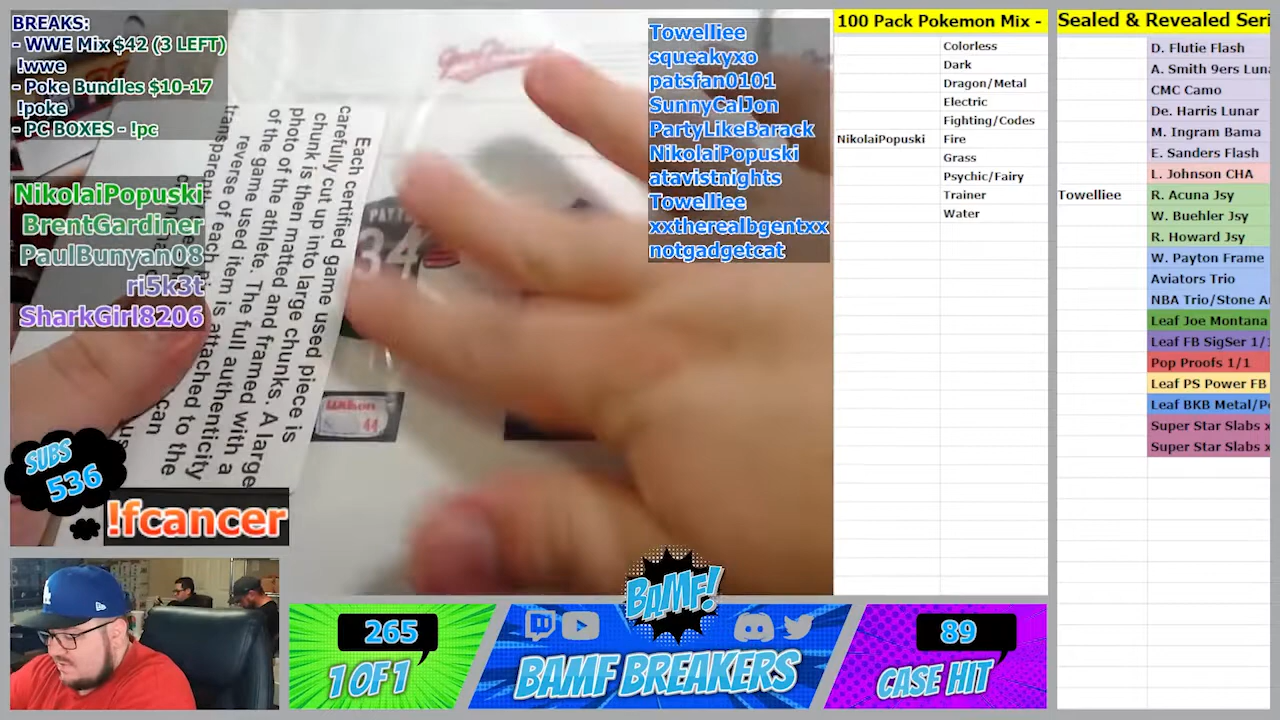 BREAKS:
- WWE Mix $42 (3 LEFT)
!wwe
- Poke Bundles $10-17
!poke
- PC BOXES - !pc
NikolaiPopuski
BrentGardiner
PaulBunyan08
ri5k3t
SharkGirl8206
Each certified game used piece is
carefully cut up into large chunks. A large
chunk is then matted and framed with a
photo of the athlete. The full authenticity
of the game used item is attached to the
reverse of each
can
PAYT
34
Wilson
44
SUBS
536
!fcancer
Towelliee
squeakyxo
patsfan0101
SunnyCalJon
PartyLikeBarack
NikolaiPopuski
atavistnights
Towelliee
xxtherealbgentxx
notgadgetcat
100 Pack Pokemon Mix -
Colorless
Dark
Dragon/Metal
Electric
Fighting/Codes
NikolaiPopuski Fire
Grass
Psychic/Fairy
Trainer
Water
Sealed & Revealed Seri
D. Flutie Flash
A. Smith 9ers Luna
CMC Camo
De. Harris Lunar
M. Ingram Bama
E. Sanders Flash
L. Johnson CHA
Towelliee R. Acuna Jsy
W. Buehler Jsy
R. Howard Jsy
W. Payton Frame
Aviators Trio
NBA Trio/Stone A
Leaf Joe Montana
Leaf FB SigSer 1/1
Pop Proofs 1/1
Leaf PS Power FB
Leaf BKB Metal/P
Super Star Slabs x
Super Star Slabs x
265
1 OF 1
BAMF!
BAMF BREAKERS
89
CASE HIT